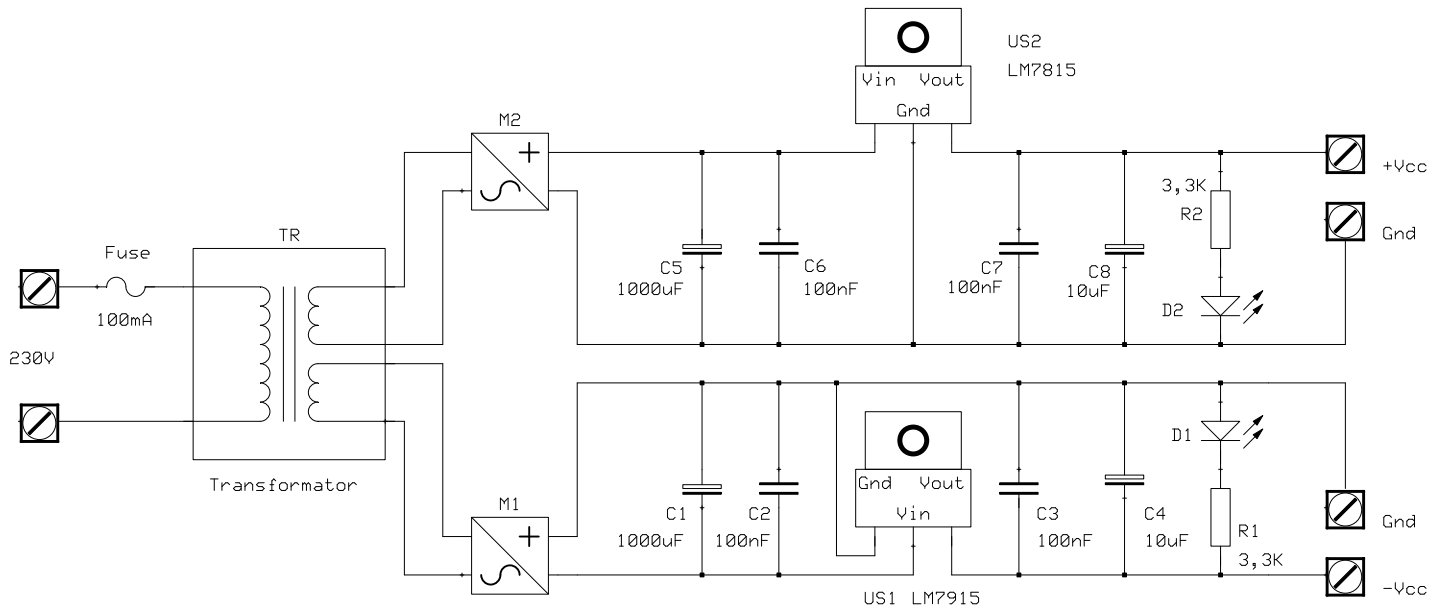 US2
LM7815
Vin Vout
Gnd
M2
+
+Vcc
3,3K
R2
Gnd
TR
Fuse
C5
1000uF
C6
100nF
C7
100nF
C8
10uF
D2
100mA
230V
D1
Transformator
Gnd Vout
Vin
M1
+
C1
1000uF
C2
100nF
C3
100nF
C4
10uF
R1
3,3K
Gnd
US1 LM7915
-Vcc